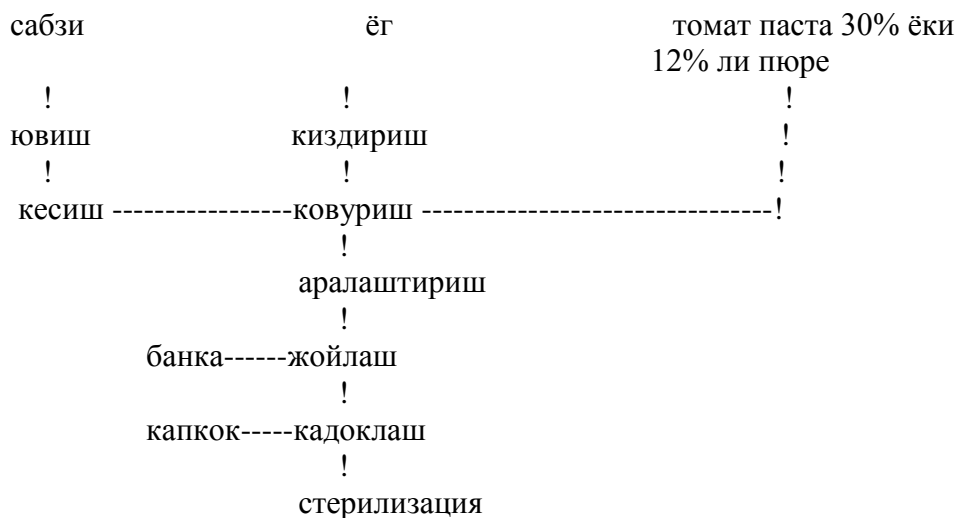 сабзи ёг томат паста 30% ёки
12% ли пюре
! ! !
ювиш киздириш !
! ! !
кесиш -----------------ковуриш ---------------------------------!
!
аралаштириш
!
банка------жойлаш
!
капкок-----кадоклаш
!
стерилизация